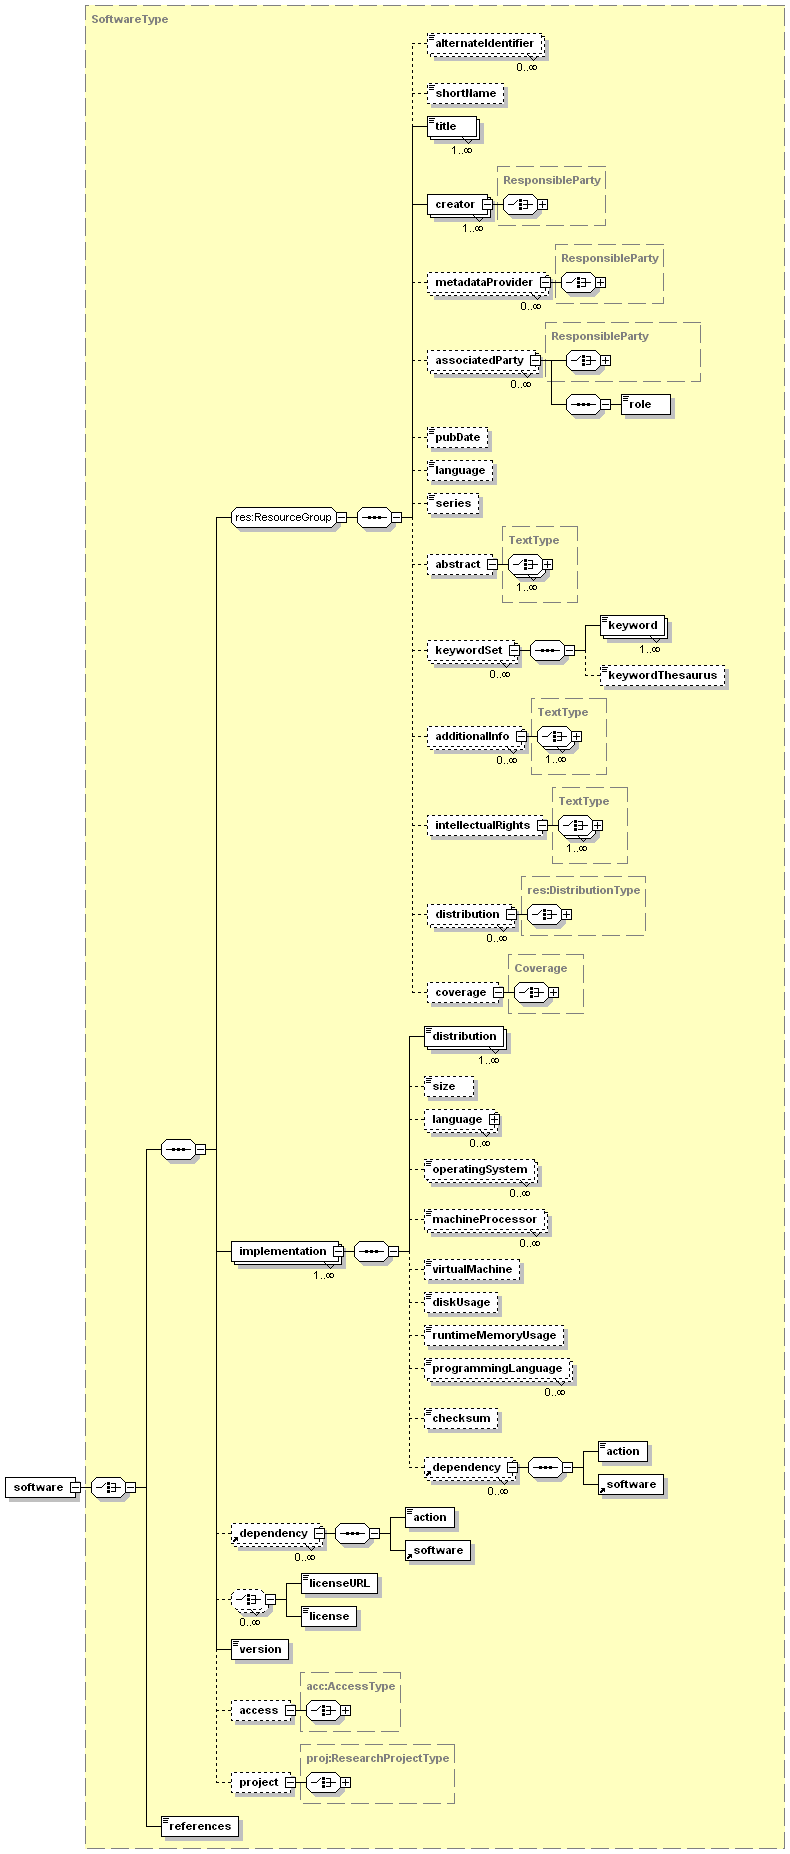 SoftwareType
alternateIdentifier
0..∞
shortName
title
1..∞
ResponsibleParty
creator
1..∞
ResponsibleParty
metadataProvider
0..∞
ResponsibleParty
associatedParty
0..∞
role
pubDate
language
series
res:ResourceGroup
TextType
abstract
1..∞
keyword
1..∞
keywordSet
0..∞
keywordThesaurus
TextType
additionalInfo
0..∞ 1..∞
TextType
intellectualRights
1..∞
res:DistributionType
distribution
0..∞
Coverage
coverage
distribution
1..∞
size
language
0..∞
operatingSystem
0..∞
machineProcessor
0..∞
implementation
1..∞
virtualMachine
diskUsage
runtimeMemoryUsage
programmingLanguage
0..∞
checksum
action
dependency
0..∞
software
software
action
dependency
0..∞
software
licenseURL
0..∞
license
version
acc:AccessType
access
proj:ResearchProjectType
project
references